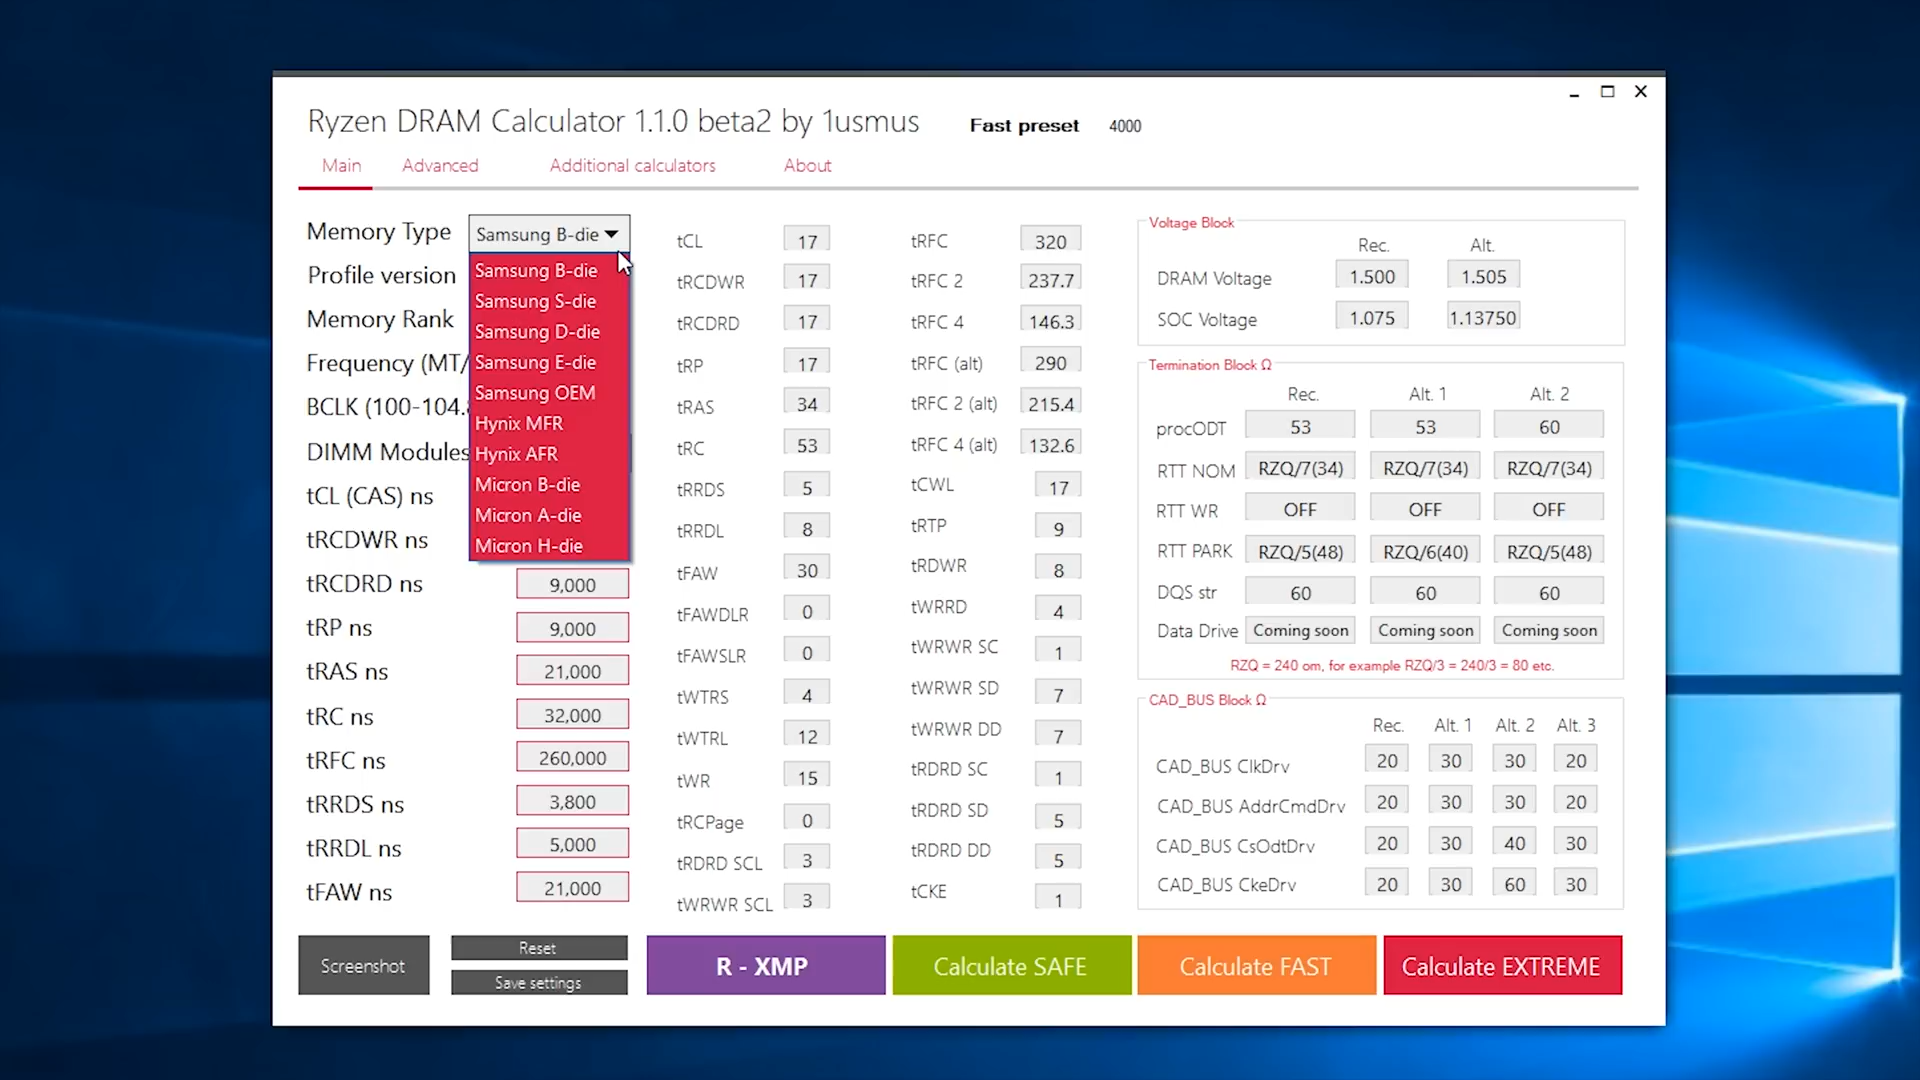 Ryzen DRAM Calculator 1.1.0 beta2 by 1usmus
Fast preset 4000
Main Advanced Additional calculators About
Memory Type Samsung B-die
Profile version
Memory Rank
Frequency (MT/
BCLK (100-104.8
DIMM Modules
tCL (CAS) ns
tRCDWR ns
Samsung B-die
Samsung S-die
Samsung D-die
Samsung E-die
Samsung OEM
Hynix MFR
Hynix AFR
Micron B-die
Micron A-die
Micron H-die
tRCDRD ns 9,000
tRP ns 9,000
tRAS ns 21,000
tRC ns 32,000
tRFC ns 260,000
tRRDS ns 3,800
tRRDL ns 5,000
tFAW ns 21,000
tCL 17
tRCDWR 17
tRCDRD 17
tRP 17
tRAS 34
tRC 53
tRRDS 5
tRRDL 8
tFAW 30
tFAWDLR 0
tFAWSLR 0
tWTRS 4
tWTRL 12
tWR 15
tRCPage 0
tRDRD SCL 3
tWRWR SCL 3
tRFC 320
tRFC 2 237.7
tRFC 4 146.3
tRFC (alt) 290
tRFC 2 (alt) 215.4
tRFC 4 (alt) 132.6
tCWL 17
tRTP 9
tRDWR 8
tWRRD 4
tWRWR SC 1
tWRWR SD 7
tWRWR DD 7
tRDRD SC 1
tRDRD SD 5
tRDRD DD 5
tCKE 1
Voltage Block
Rec. Alt.
DRAM Voltage 1.500 1.505
SOC Voltage 1.075 1.13750
Termination Block Ω
Rec. Alt. 1 Alt. 2
procODT 53 53 60
RTT NOM RZQ/7(34) RZQ/7(34) RZQ/7(34)
RTT WR OFF OFF OFF
RTT PARK RZQ/5(48) RZQ/6(40) RZQ/5(48)
DQS str 60 60 60
Data Drive Coming soon Coming soon Coming soon
RZQ = 240 om, for example RZQ/3 = 240/3 = 80 etc.
CAD_BUS Block Ω
Rec. Alt. 1 Alt. 2 Alt. 3
CAD_BUS ClkDrv 20 30 30 20
CAD_BUS AddrCmdDrv 20 30 30 20
CAD_BUS CsOdtDrv 20 30 40 30
CAD_BUS CkeDrv 20 30 60 30
Screenshot
Reset
Save settings
R - XMP
Calculate SAFE
Calculate FAST
Calculate EXTREME